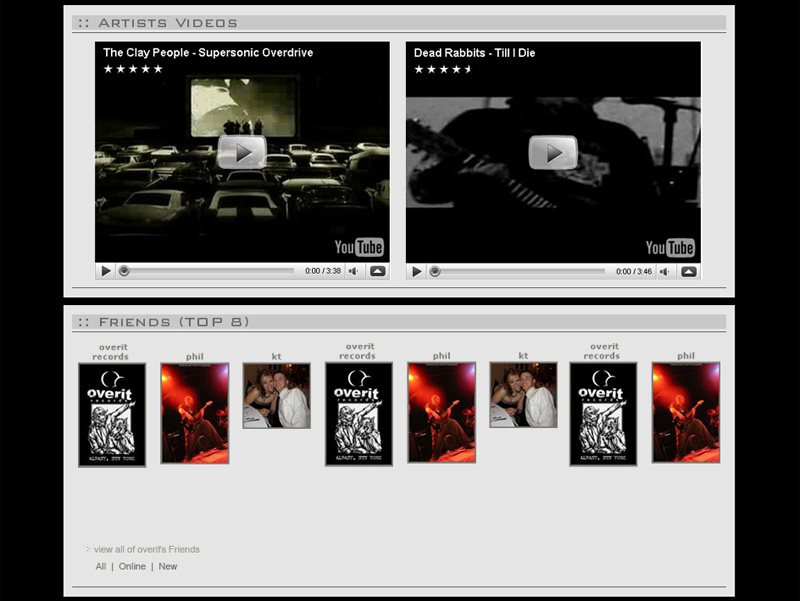 :: Artists Videos
The Clay People - Supersonic Overdrive
Dead Rabbits - Till I Die
YouTube
YouTube
0:00 / 3:38
0:00 / 3:46
:: Friends (TOP 8)
overit records
phil
kt
overit records
phil
kt
overit records
phil
overit
records
ALBANY, NEW YORK
overit
records
ALBANY, NEW YORK
overit
records
ALBANY, NEW YORK
view all of overit's Friends
All | Online | New